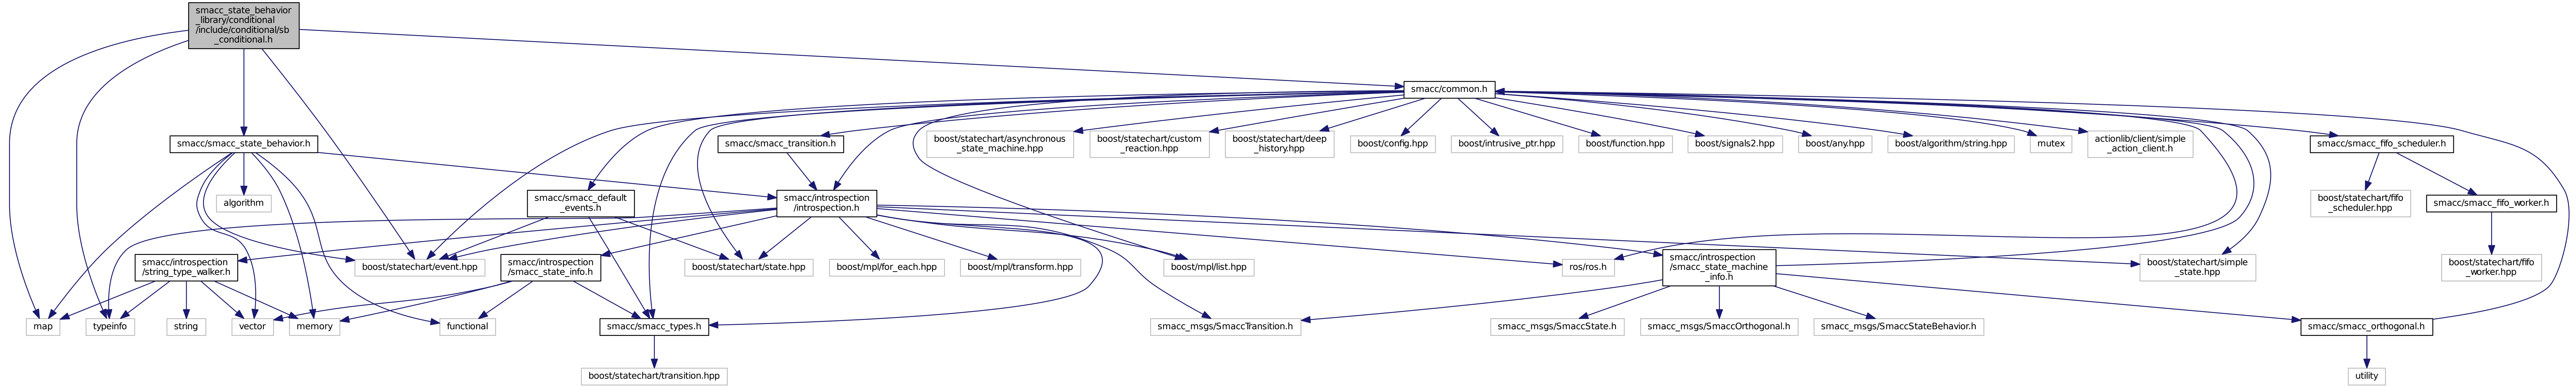 smacc_state_behavior
_library/conditional
/include/conditional/sb
_conditional.h
smacc/common.h
smacc/smacc_state_behavior.h
smacc/smacc_transition.h
boost/statechart/asynchronous
_state_machine.hpp
boost/statechart/custom
_reaction.hpp
boost/statechart/deep
_history.hpp
boost/config.hpp
boost/intrusive_ptr.hpp
boost/function.hpp
boost/signals2.hpp
boost/any.hpp
boost/algorithm/string.hpp
mutex
actionlib/client/simple
_action_client.h
smacc/smacc_fifo_scheduler.h
algorithm
smacc/smacc_default
_events.h
smacc/introspection
/introspection.h
boost/statechart/fifo
_scheduler.hpp
smacc/smacc_fifo_worker.h
smacc/introspection
/string_type_walker.h
boost/statechart/event.hpp
smacc/introspection
/smacc_state_info.h
boost/statechart/state.hpp
boost/mpl/for_each.hpp
boost/mpl/transform.hpp
boost/mpl/list.hpp
ros/ros.h
smacc/introspection
/smacc_state_machine
_info.h
boost/statechart/simple
_state.hpp
boost/statechart/fifo
_worker.hpp
map
typeinfo
string
vector
memory
functional
smacc/smacc_types.h
smacc_msgs/SmaccTransition.h
smacc_msgs/SmaccState.h
smacc_msgs/SmaccOrthogonal.h
smacc_msgs/SmaccStateBehavior.h
smacc/smacc_orthogonal.h
boost/statechart/transition.hpp
utility